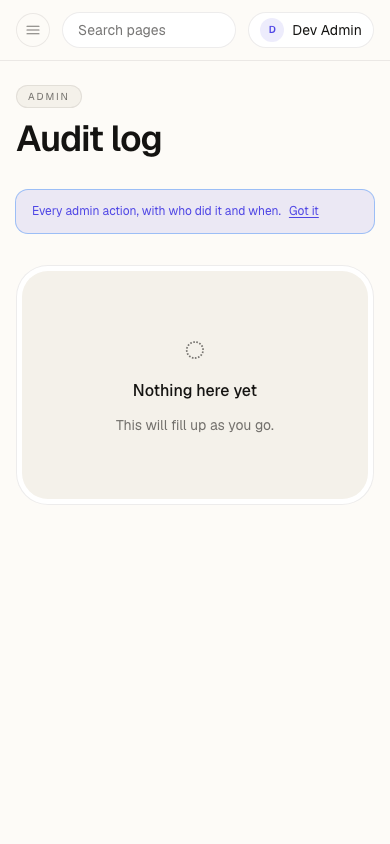 Search pages
D
Dev Admin
ADMIN
Audit log
Every admin action, with who did it and when. Got it
Nothing here yet
This will fill up as you go.